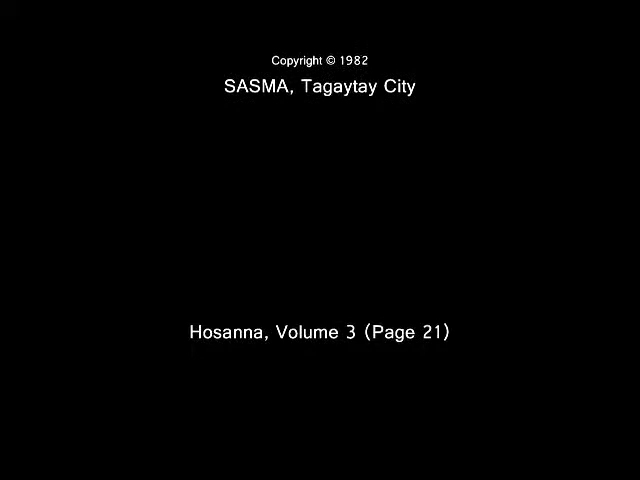 Copyright © 1982
SASMA, Tagaytay City
Hosanna, Volume 3 (Page 21)